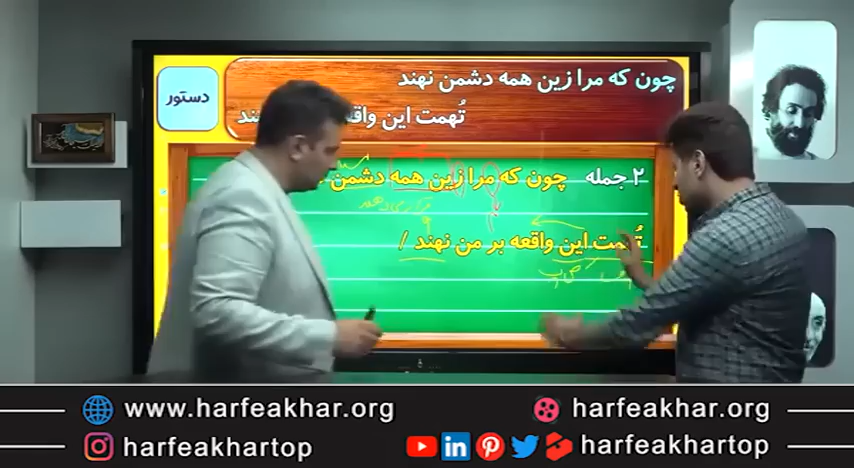 چون که مرا زین همه دشمن نهند
تُهمت این
دستور
۲ جمله چون که مرا زین همه دشمن
تُهمت این واقعه بر من نهند /
www.harfeakhar.org
harfeakhar.org
harfeakhartop
harfeakhartop